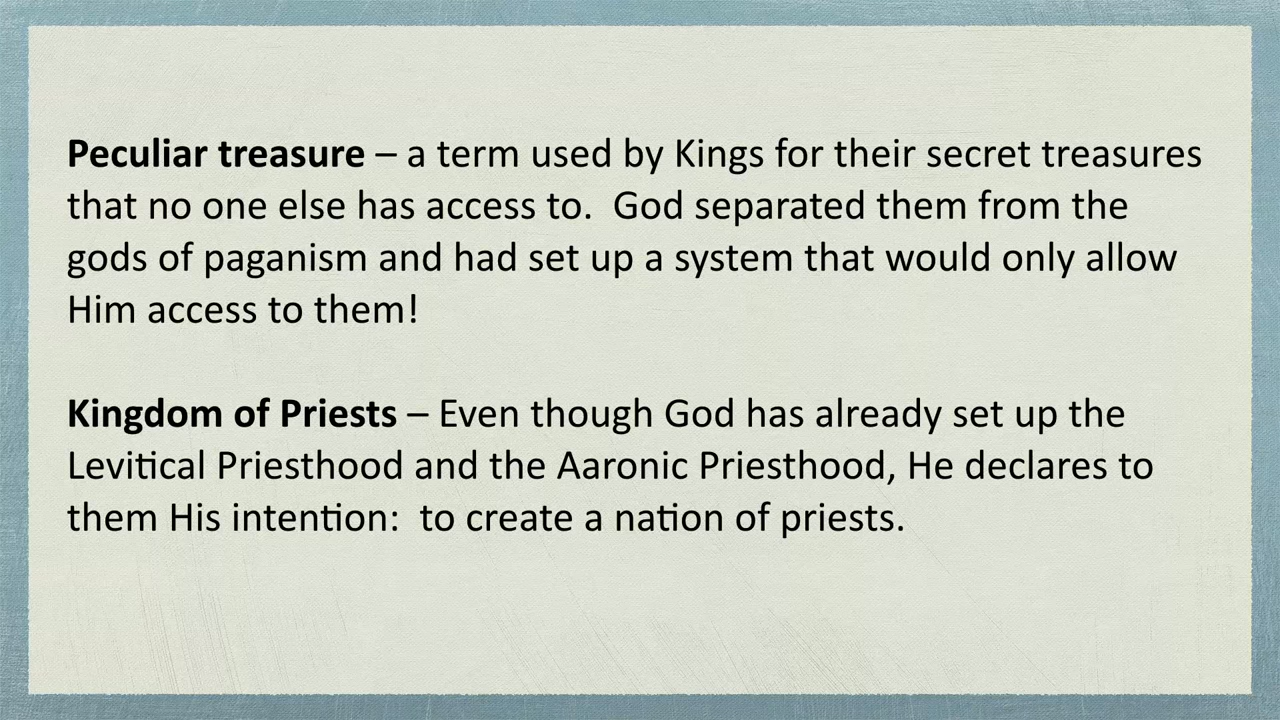 Peculiar treasure – a term used by Kings for their secret treasures
that no one else has access to.  God separated them from the
gods of paganism and had set up a system that would only allow
Him access to them!
Kingdom of Priests – Even though God has already set up the
Levitical Priesthood and the Aaronic Priesthood, He declares to
them His intention:  to create a nation of priests.